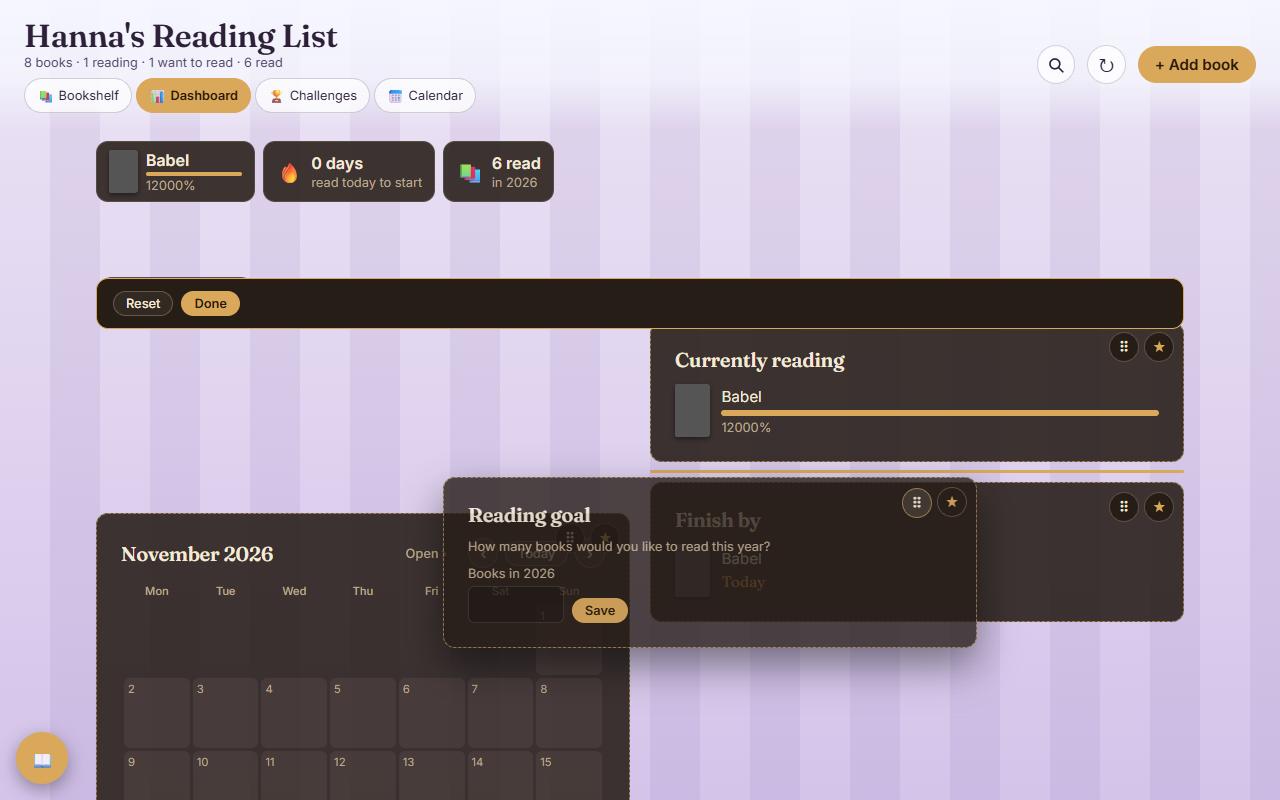 Hanna's Reading List
8 books · 1 reading · 1 want to read · 6 read
Bookshelf
Dashboard
Challenges
Calendar
+ Add book
Babel
12000%
0 days
read today to start
6 read
in 2026
Reset
Done
Currently reading
Babel
12000%
Reading goal
How many books would you like to read this year?
Books in 2026
Save
Finish by
Babel
Today
November 2026
Open
Today
Mon Tue Wed Thu Fri Sat Sun
1
2 3 4 5 6 7 8
9 10 11 12 13 14 15